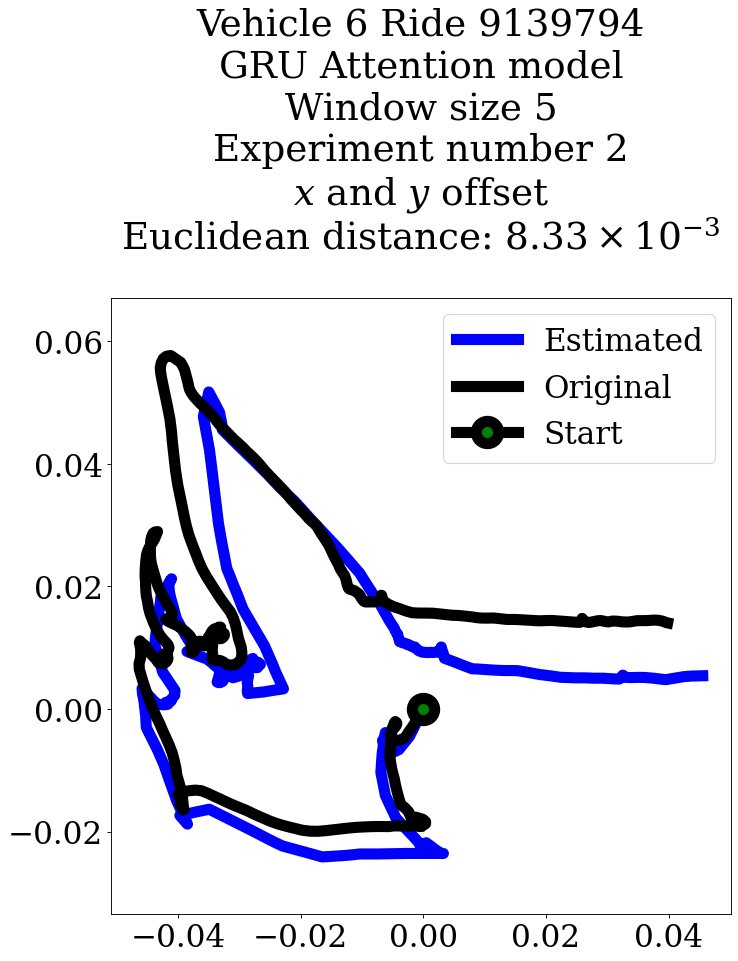 Vehicle 6 Ride 9139794
GRU Attention model
Window size 5
Experiment number 2
x and y offset
Euclidean distance: 8.33 × 10⁻³
Estimated
Original
Start
0.06
0.04
0.02
0.00
−0.02
−0.04
−0.02
0.00
0.02
0.04